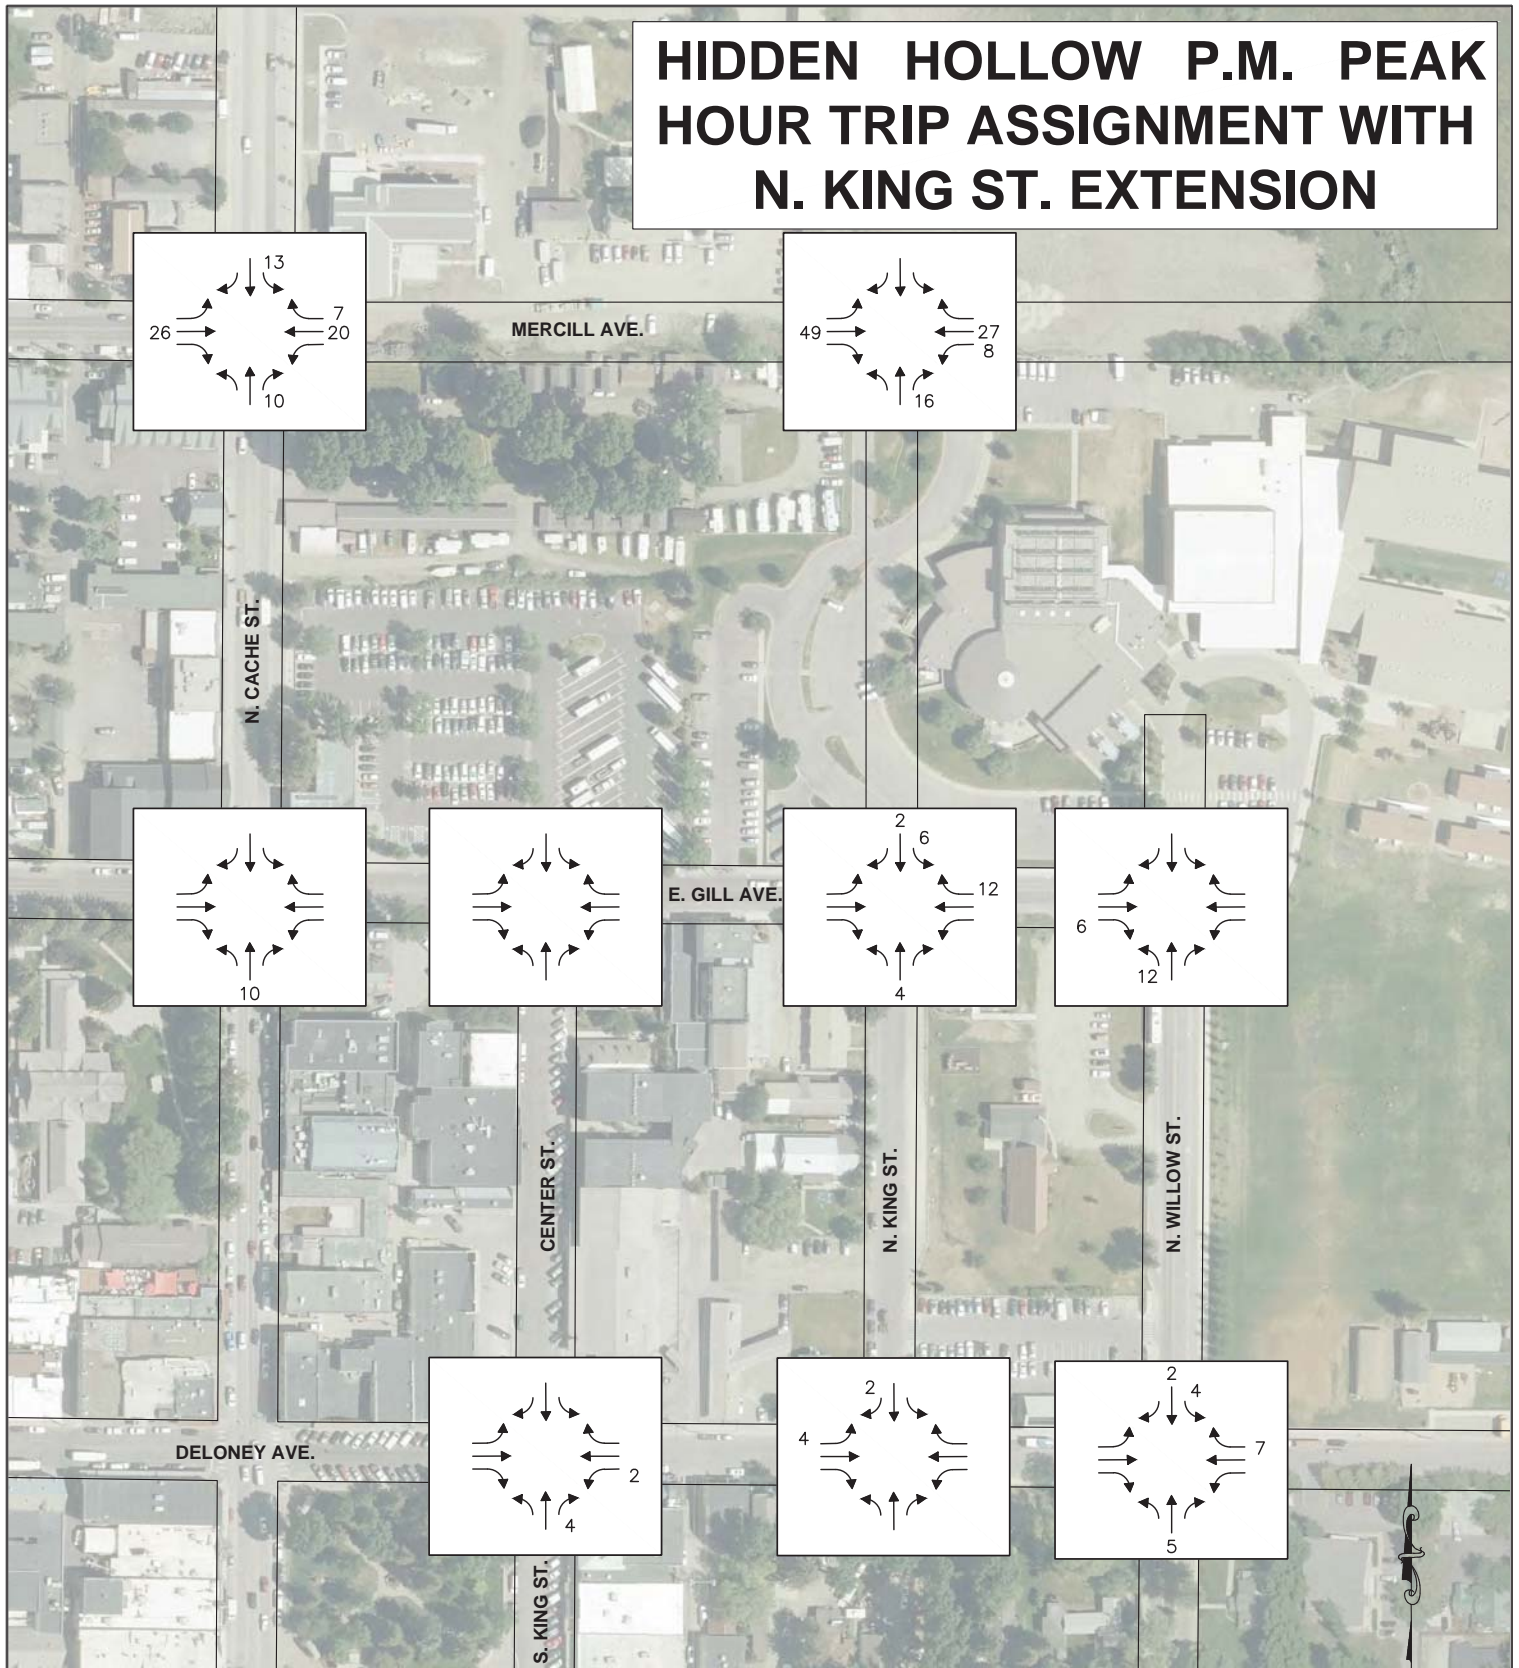 HIDDEN HOLLOW P.M. PEAK
HOUR TRIP ASSIGNMENT WITH
N. KING ST. EXTENSION
13
7
26
20
10
MERCILL AVE.
49
27
8
16
N. CACHE ST.
10
E. GILL AVE.
2
6
12
4
6
12
CENTER ST.
N. KING ST.
N. WILLOW ST.
DELONEY AVE.
2
4
2
4
2
4
7
5
S. KING ST.